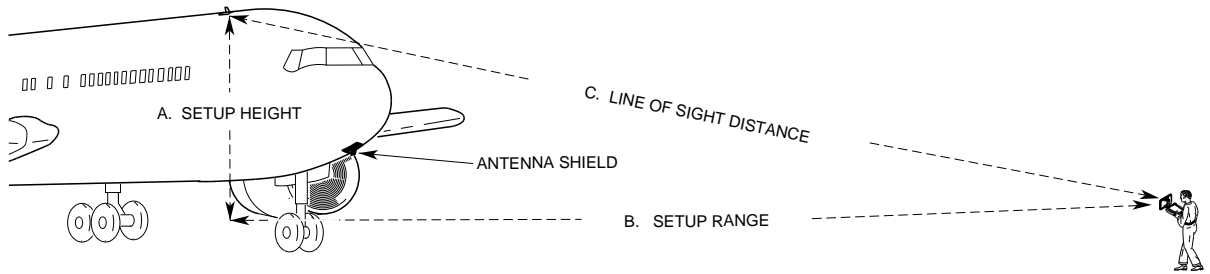 A. SETUP HEIGHT
C. LINE OF SIGHT DISTANCE
ANTENNA SHIELD
B. SETUP RANGE